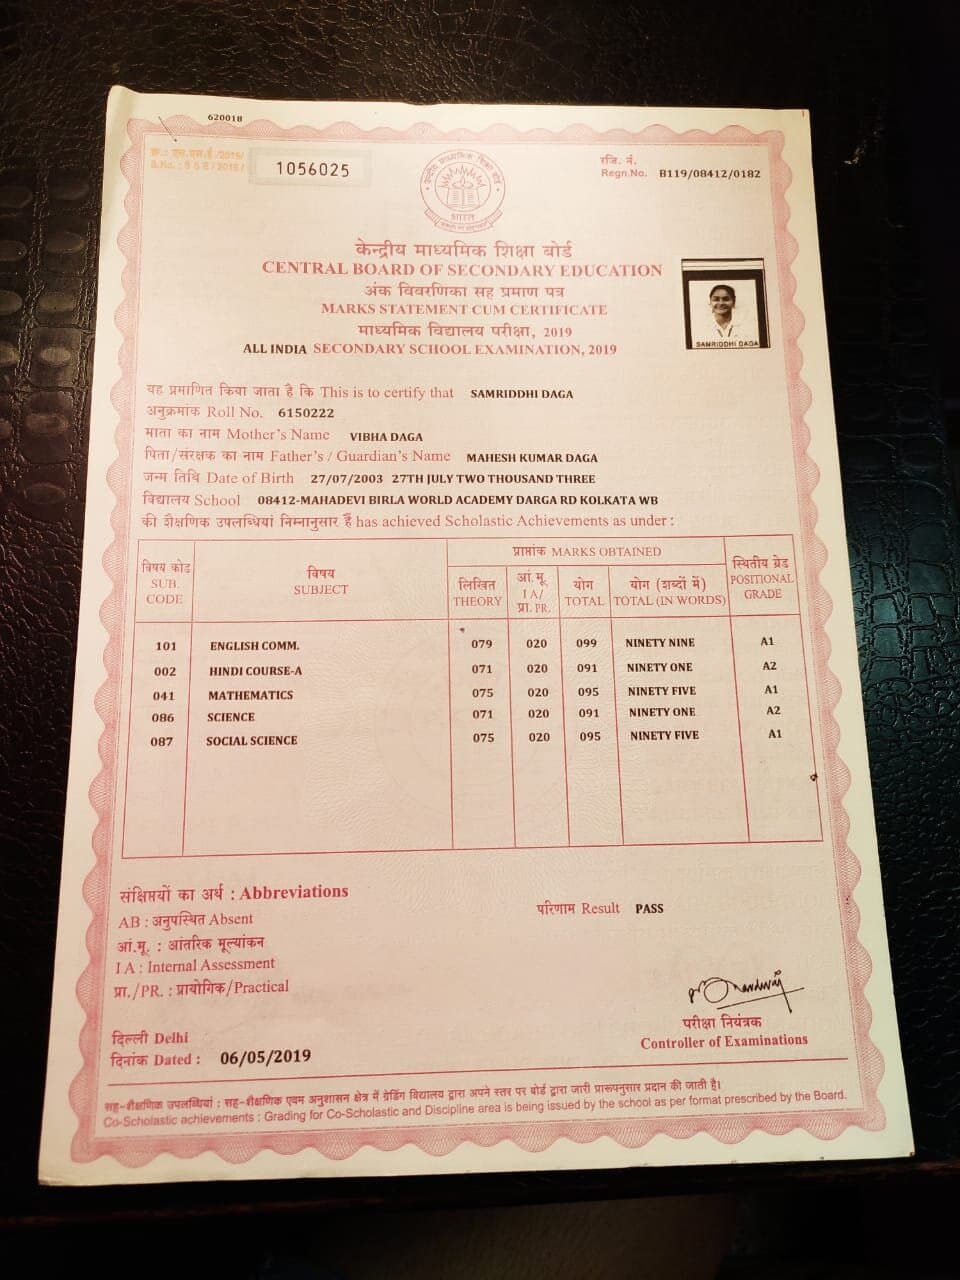 620018
1056025
रजि. नं.
Regn.No. B119/08412/0182
भारत
केन्द्रीय माध्यमिक शिक्षा बोर्ड
CENTRAL BOARD OF SECONDARY EDUCATION
अंक विवरणिका सह प्रमाण पत्र
MARKS STATEMENT CUM CERTIFICATE
माध्यमिक विद्यालय परीक्षा, 2019
ALL INDIA SECONDARY SCHOOL EXAMINATION, 2019
SAMRIDDHI DAGA
यह प्रमाणित किया जाता है कि This is to certify that SAMRIDDHI DAGA
अनुक्रमांक Roll No. 6150222
माता का नाम Mother's Name VIBHA DAGA
पिता/संरक्षक का नाम Father's / Guardian's Name MAHESH KUMAR DAGA
जन्म तिथि Date of Birth 27/07/2003 27TH JULY TWO THOUSAND THREE
विद्यालय School 08412-MAHADEVI BIRLA WORLD ACADEMY DARGA RD KOLKATA WB
की शैक्षणिक उपलब्धियां निम्नानुसार हैं has achieved Scholastic Achievements as under :
विषय कोड SUB. CODE
विषय SUBJECT
प्राप्तांक MARKS OBTAINED
लिखित THEORY
आं.मू. I A/ प्रा. PR.
योग TOTAL
योग (शब्दों में) TOTAL (IN WORDS)
स्थितीय ग्रेड POSITIONAL GRADE
101 ENGLISH COMM. 079 020 099 NINETY NINE A1
002 HINDI COURSE-A 071 020 091 NINETY ONE A2
041 MATHEMATICS 075 020 095 NINETY FIVE A1
086 SCIENCE 071 020 091 NINETY ONE A2
087 SOCIAL SCIENCE 075 020 095 NINETY FIVE A1
संक्षिप्तयों का अर्थ : Abbreviations
AB : अनुपस्थित Absent
परिणाम Result PASS
आं.मू. : आंतरिक मूल्यांकन
I A : Internal Assessment
प्रा./PR. : प्रायोगिक/Practical
परीक्षा नियंत्रक
Controller of Examinations
दिल्ली Delhi
दिनांक Dated : 06/05/2019
सह-शैक्षणिक उपलब्धियां : सह-शैक्षणिक एवम अनुशासन क्षेत्र में ग्रेडिंग विद्यालय द्वारा अपने स्तर पर बोर्ड द्वारा जारी प्रारूपनुसार प्रदान की जाती है।
Co-Scholastic achievements : Grading for Co-Scholastic and Discipline area is being issued by the school as per format prescribed by the Board.